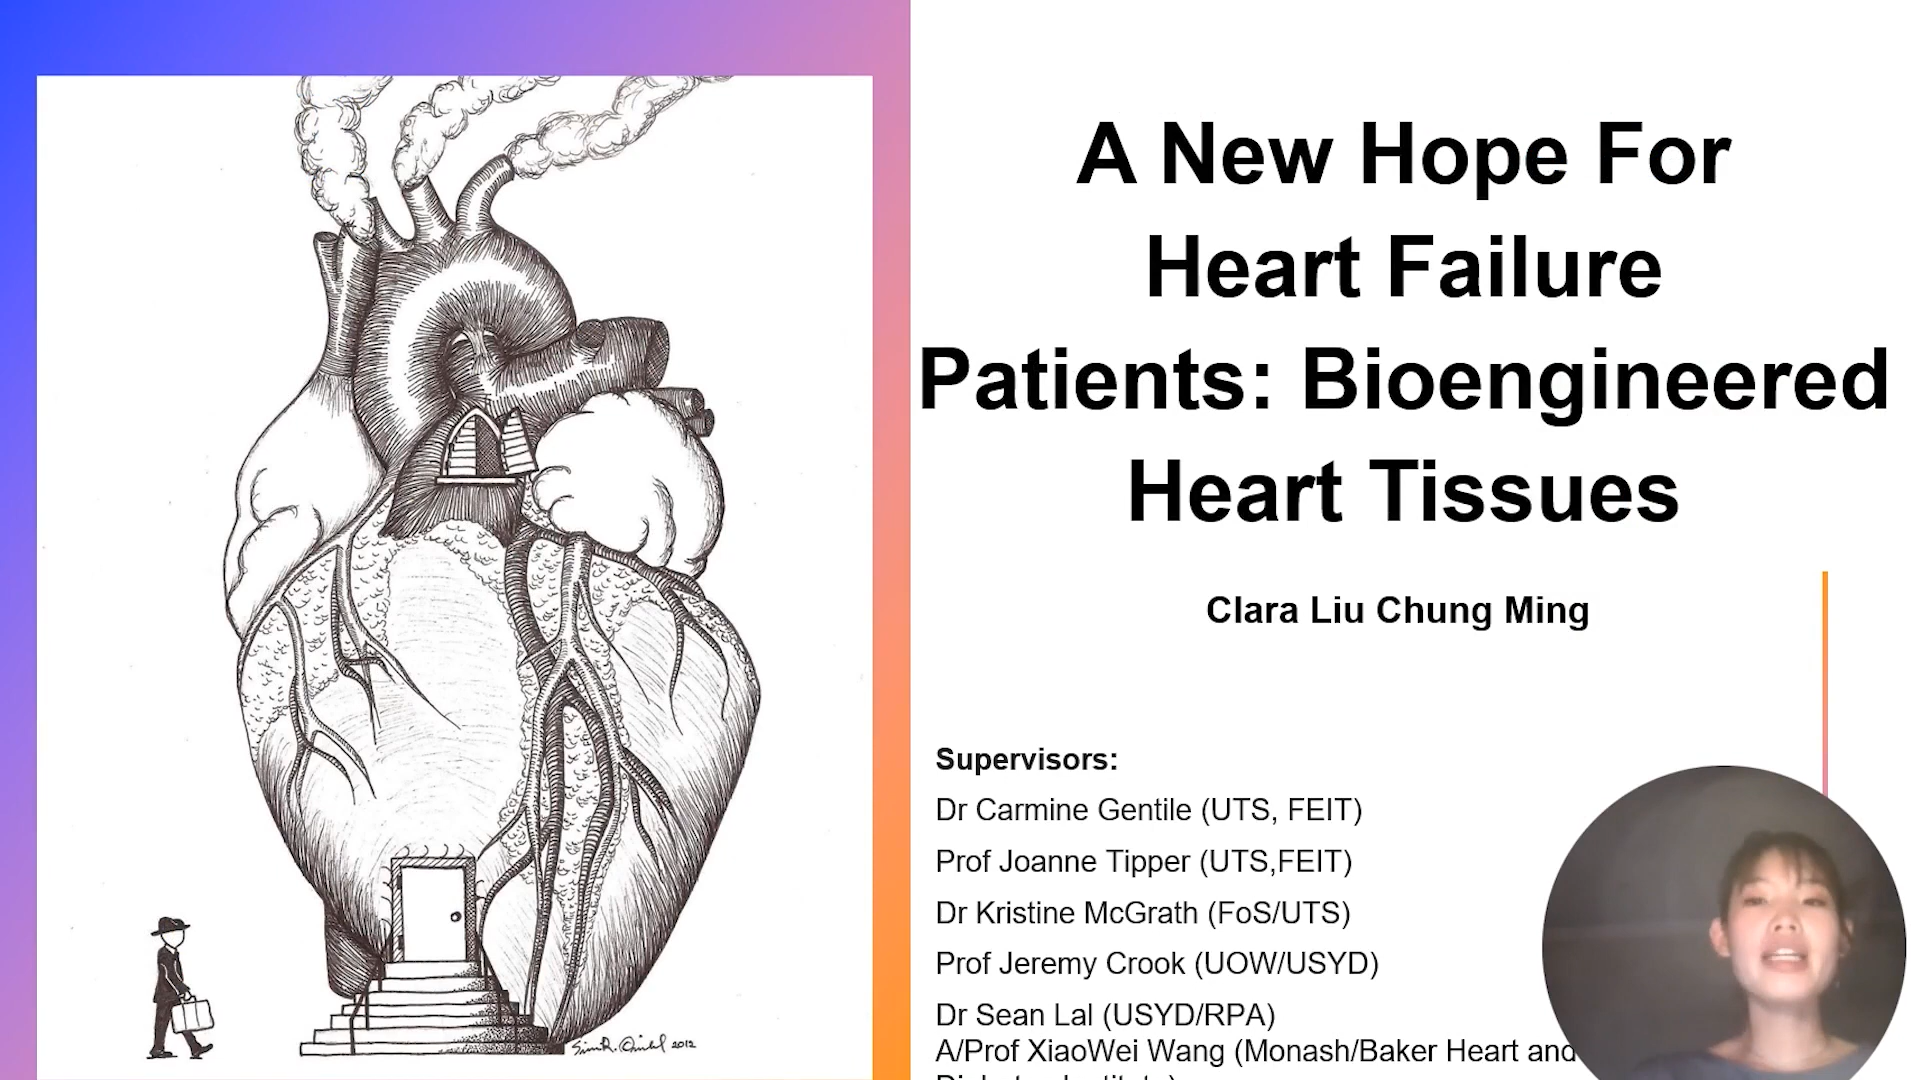 A New Hope For
Heart Failure
Patients: Bioengineered
Heart Tissues
Clara Liu Chung Ming
Supervisors:
Dr Carmine Gentile (UTS, FEIT)
Prof Joanne Tipper (UTS,FEIT)
Dr Kristine McGrath (FoS/UTS)
Prof Jeremy Crook (UOW/USYD)
Dr Sean Lal (USYD/RPA)
A/Prof XiaoWei Wang (Monash/Baker Heart and
2012